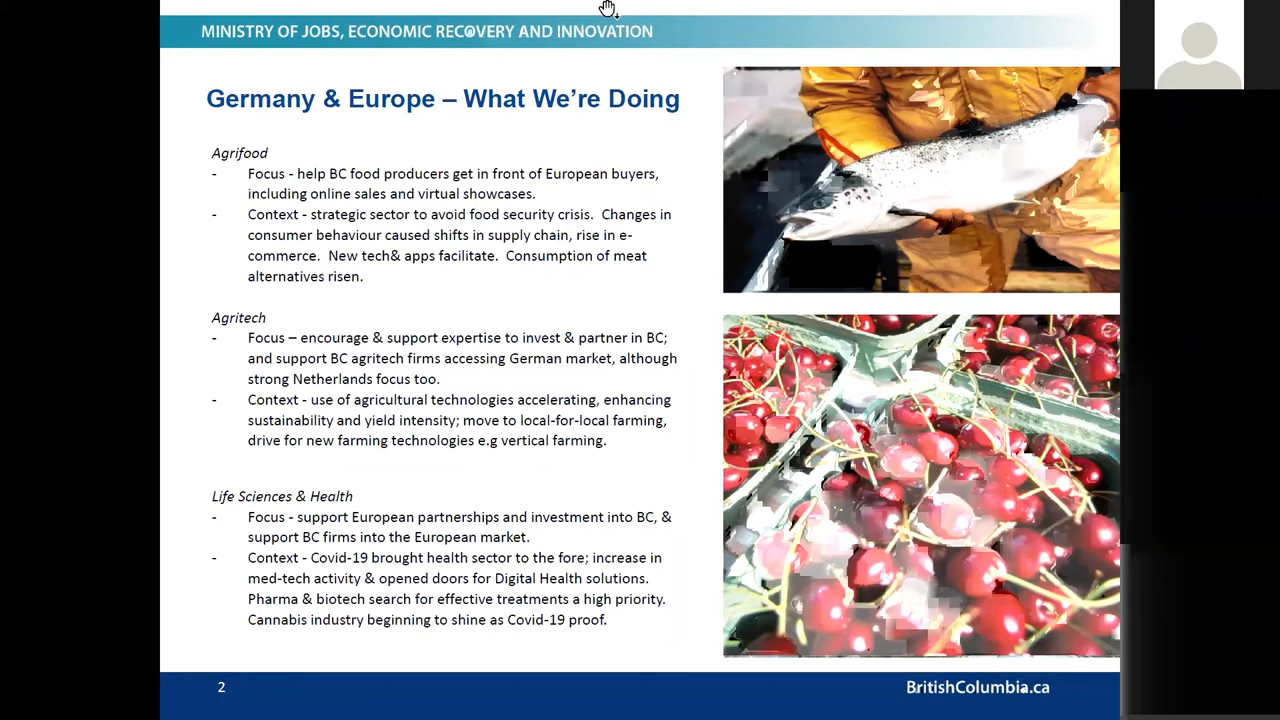 MINISTRY OF JOBS, ECONOMIC RECOVERY AND INNOVATION
Germany & Europe – What We're Doing
Agrifood
- Focus - help BC food producers get in front of European buyers,
including online sales and virtual showcases.
- Context - strategic sector to avoid food security crisis. Changes in
consumer behaviour caused shifts in supply chain, rise in e-
commerce. New tech& apps facilitate. Consumption of meat
alternatives risen.
Agritech
- Focus – encourage & support expertise to invest & partner in BC;
and support BC agritech firms accessing German market, although
strong Netherlands focus too.
- Context - use of agricultural technologies accelerating, enhancing
sustainability and yield intensity; move to local-for-local farming,
drive for new farming technologies e.g vertical farming.
Life Sciences & Health
- Focus - support European partnerships and investment into BC, &
support BC firms into the European market.
- Context - Covid-19 brought health sector to the fore; increase in
med-tech activity & opened doors for Digital Health solutions.
Pharma & biotech search for effective treatments a high priority.
Cannabis industry beginning to shine as Covid-19 proof.
2
BritishColumbia.ca